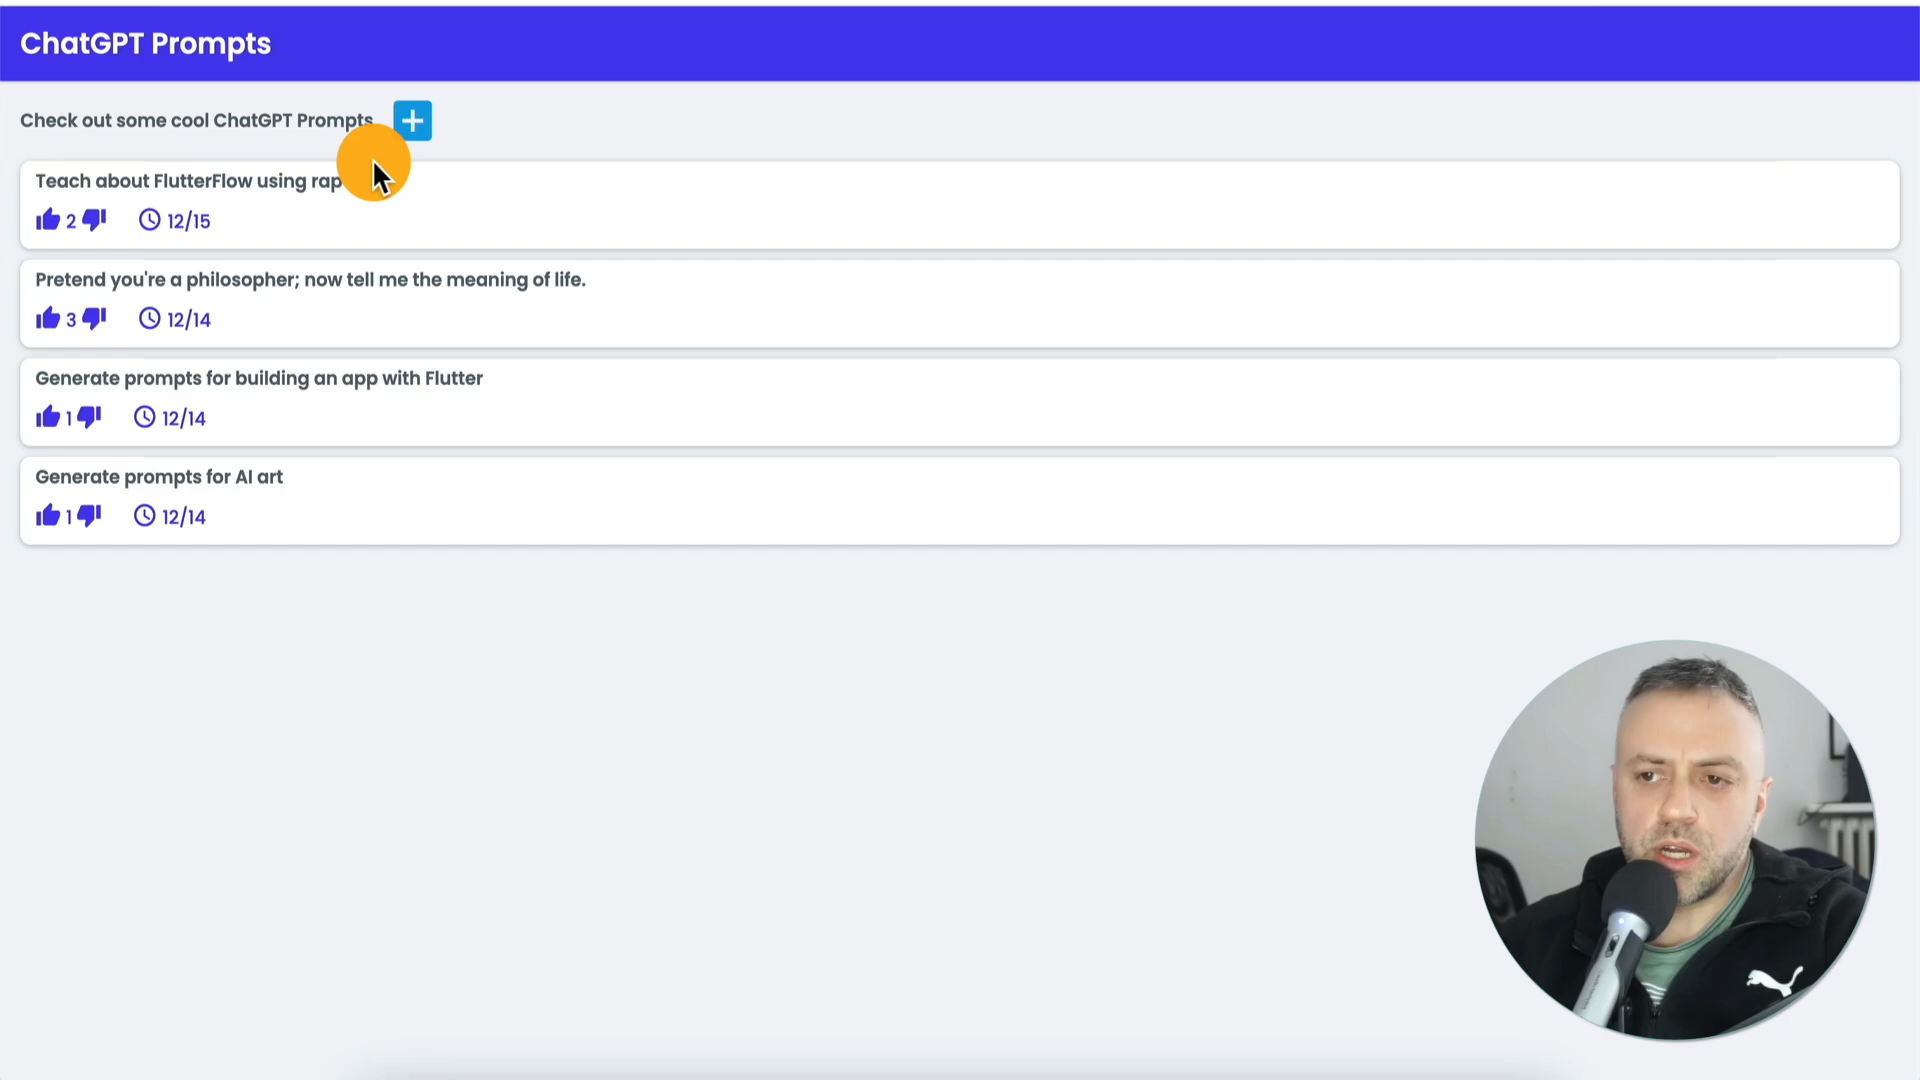 ChatGPT Prompts
Check out some cool ChatGPT Prompts
Teach about FlutterFlow using rap
2 12/15
Pretend you're a philosopher; now tell me the meaning of life.
3 12/14
Generate prompts for building an app with Flutter
1 12/14
Generate prompts for AI art
1 12/14